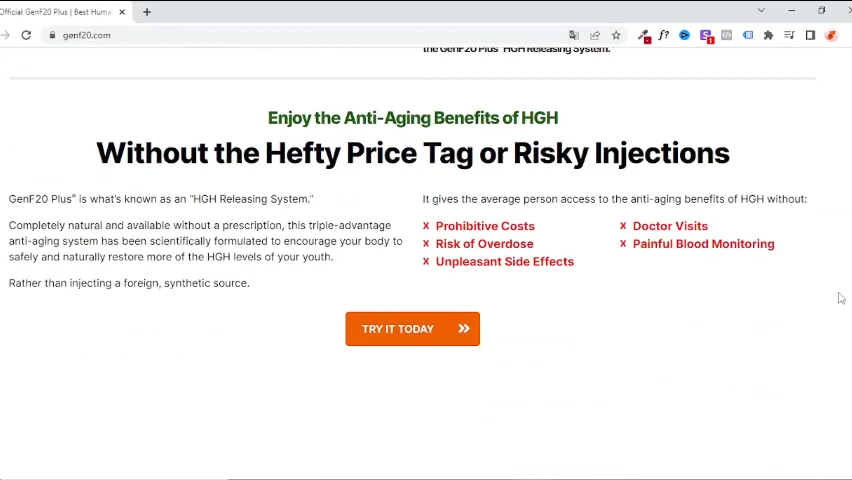 Official GenF20 Plus | Best Huma
genf20.com
the GenF20 Plus® HGH Releasing System.
Enjoy the Anti-Aging Benefits of HGH
Without the Hefty Price Tag or Risky Injections
GenF20 Plus® is what's known as an “HGH Releasing System.”
Completely natural and available without a prescription, this triple-advantage
anti-aging system has been scientifically formulated to encourage your body to
safely and naturally restore more of the HGH levels of your youth.
Rather than injecting a foreign, synthetic source.
It gives the average person access to the anti-aging benefits of HGH without:
x Prohibitive Costs
x Risk of Overdose
x Unpleasant Side Effects
x Doctor Visits
x Painful Blood Monitoring
TRY IT TODAY